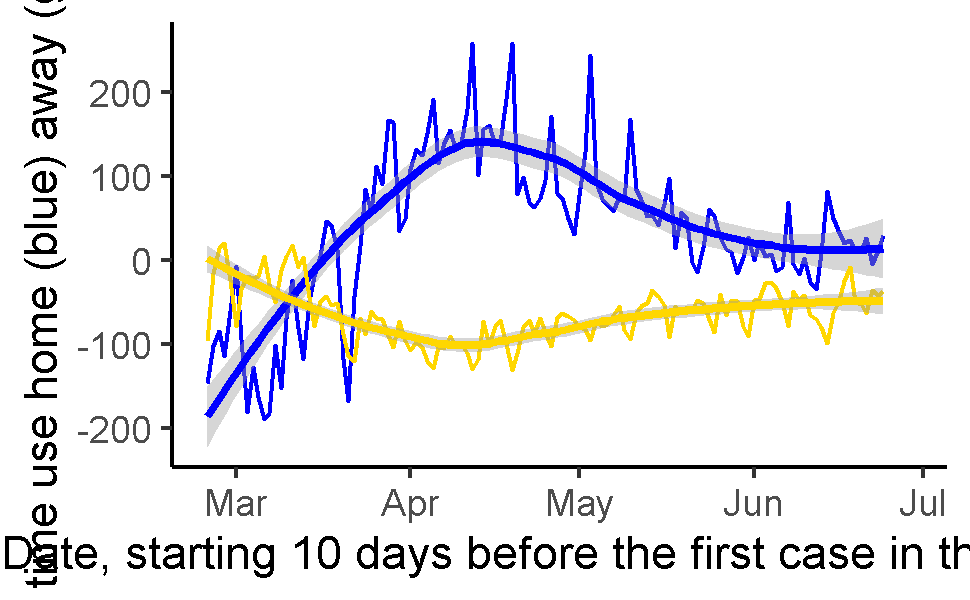 time use home (blue) away (
200
100
0
-100
-200
Mar Apr May Jun Jul
Date, starting 10 days before the first case in th